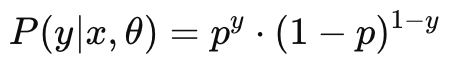 P(y|x, θ) = p^y · (1 − p)^{1−y}